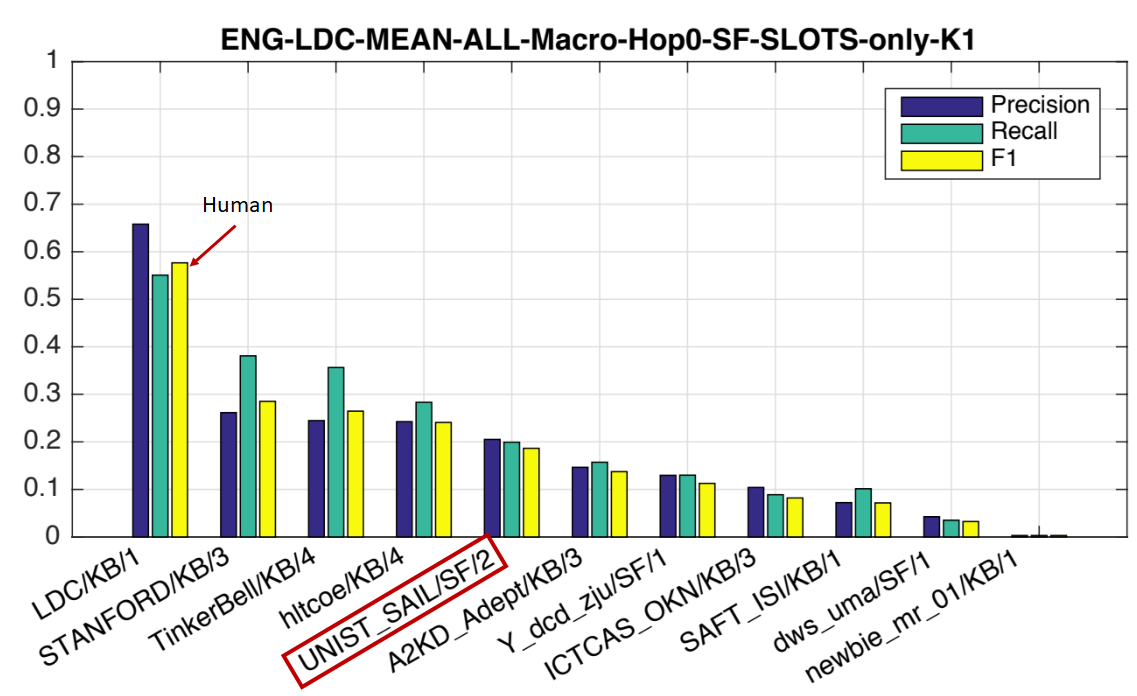 ENG-LDC-MEAN-ALL-Macro-Hop0-SF-SLOTS-only-K1
1
0.9
0.8
0.7
0.6
0.5
0.4
0.3
0.2
0.1
0
Precision
Recall
F1
Human
LDC/KB/1
STANFORD/KB/3
TinkerBell/KB/4
hltcoe/KB/4
UNIST_SAIL/SF/2
A2KD_Adept/KB/3
Y_dcd_zju/SF/1
ICTCAS_OKN/KB/3
SAFT_ISI/KB/1
dws_uma/SF/1
newbie_mr_01/KB/1